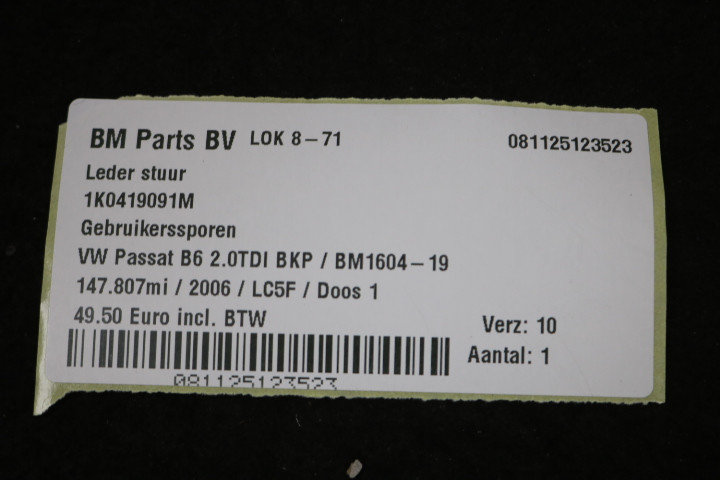 BM Parts BV LOK 8-71 081125123523
Leder stuur
1K0419091M
Gebruikerssporen
VW Passat B6 2.0TDI BKP / BM1604-19
147.807mi / 2006 / LC5F / Doos 1
49.50 Euro incl. BTW
Verz: 10
Aantal: 1
081125123523